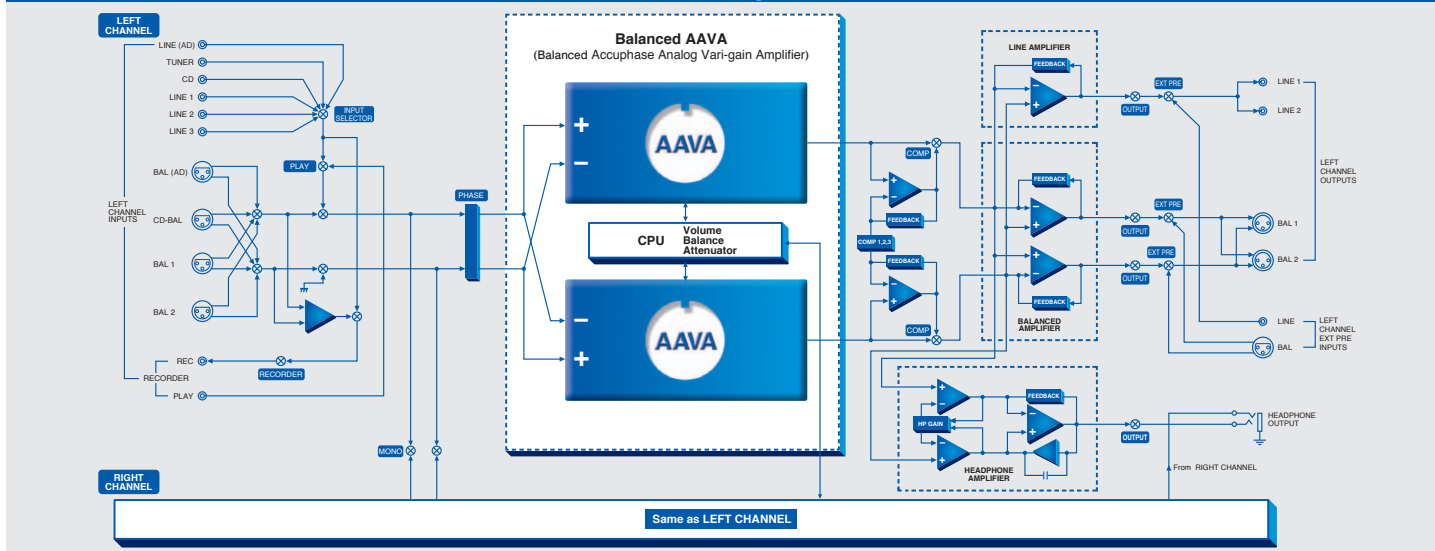 LEFT
CHANNEL
LINE (AD)
TUNER
CD
LINE 1
LINE 2
LINE 3
INPUT
SELECTOR
BAL (AD)
PLAY
LEFT
CHANNEL
INPUTS
CD-BAL
BAL 1
BAL 2
REC
RECORDER
RECORDER
PLAY
PHASE
MONO
Balanced AAVA
(Balanced Accuphase Analog Vari-gain Amplifier)
+
−
AAVA
CPU
Volume
Balance
Attenuator
−
+
AAVA
COMP
+
−
FEEDBACK
COMP 1,2,3
FEEDBACK
−
+
COMP
LINE AMPLIFIER
FEEDBACK
−
+
OUTPUT
EXT PRE
LINE 1
LINE 2
FEEDBACK
−
+
OUTPUT
EXT PRE
+
−
OUTPUT
EXT PRE
FEEDBACK
BALANCED
AMPLIFIER
LEFT
CHANNEL
OUTPUTS
BAL 1
BAL 2
LINE
BAL
LEFT
CHANNEL
EXT PRE
INPUTS
+
−
HP GAIN
−
+
FEEDBACK
−
+
HEADPHONE
AMPLIFIER
OUTPUT
HEADPHONE
OUTPUT
From RIGHT CHANNEL
RIGHT
CHANNEL
Same as LEFT CHANNEL